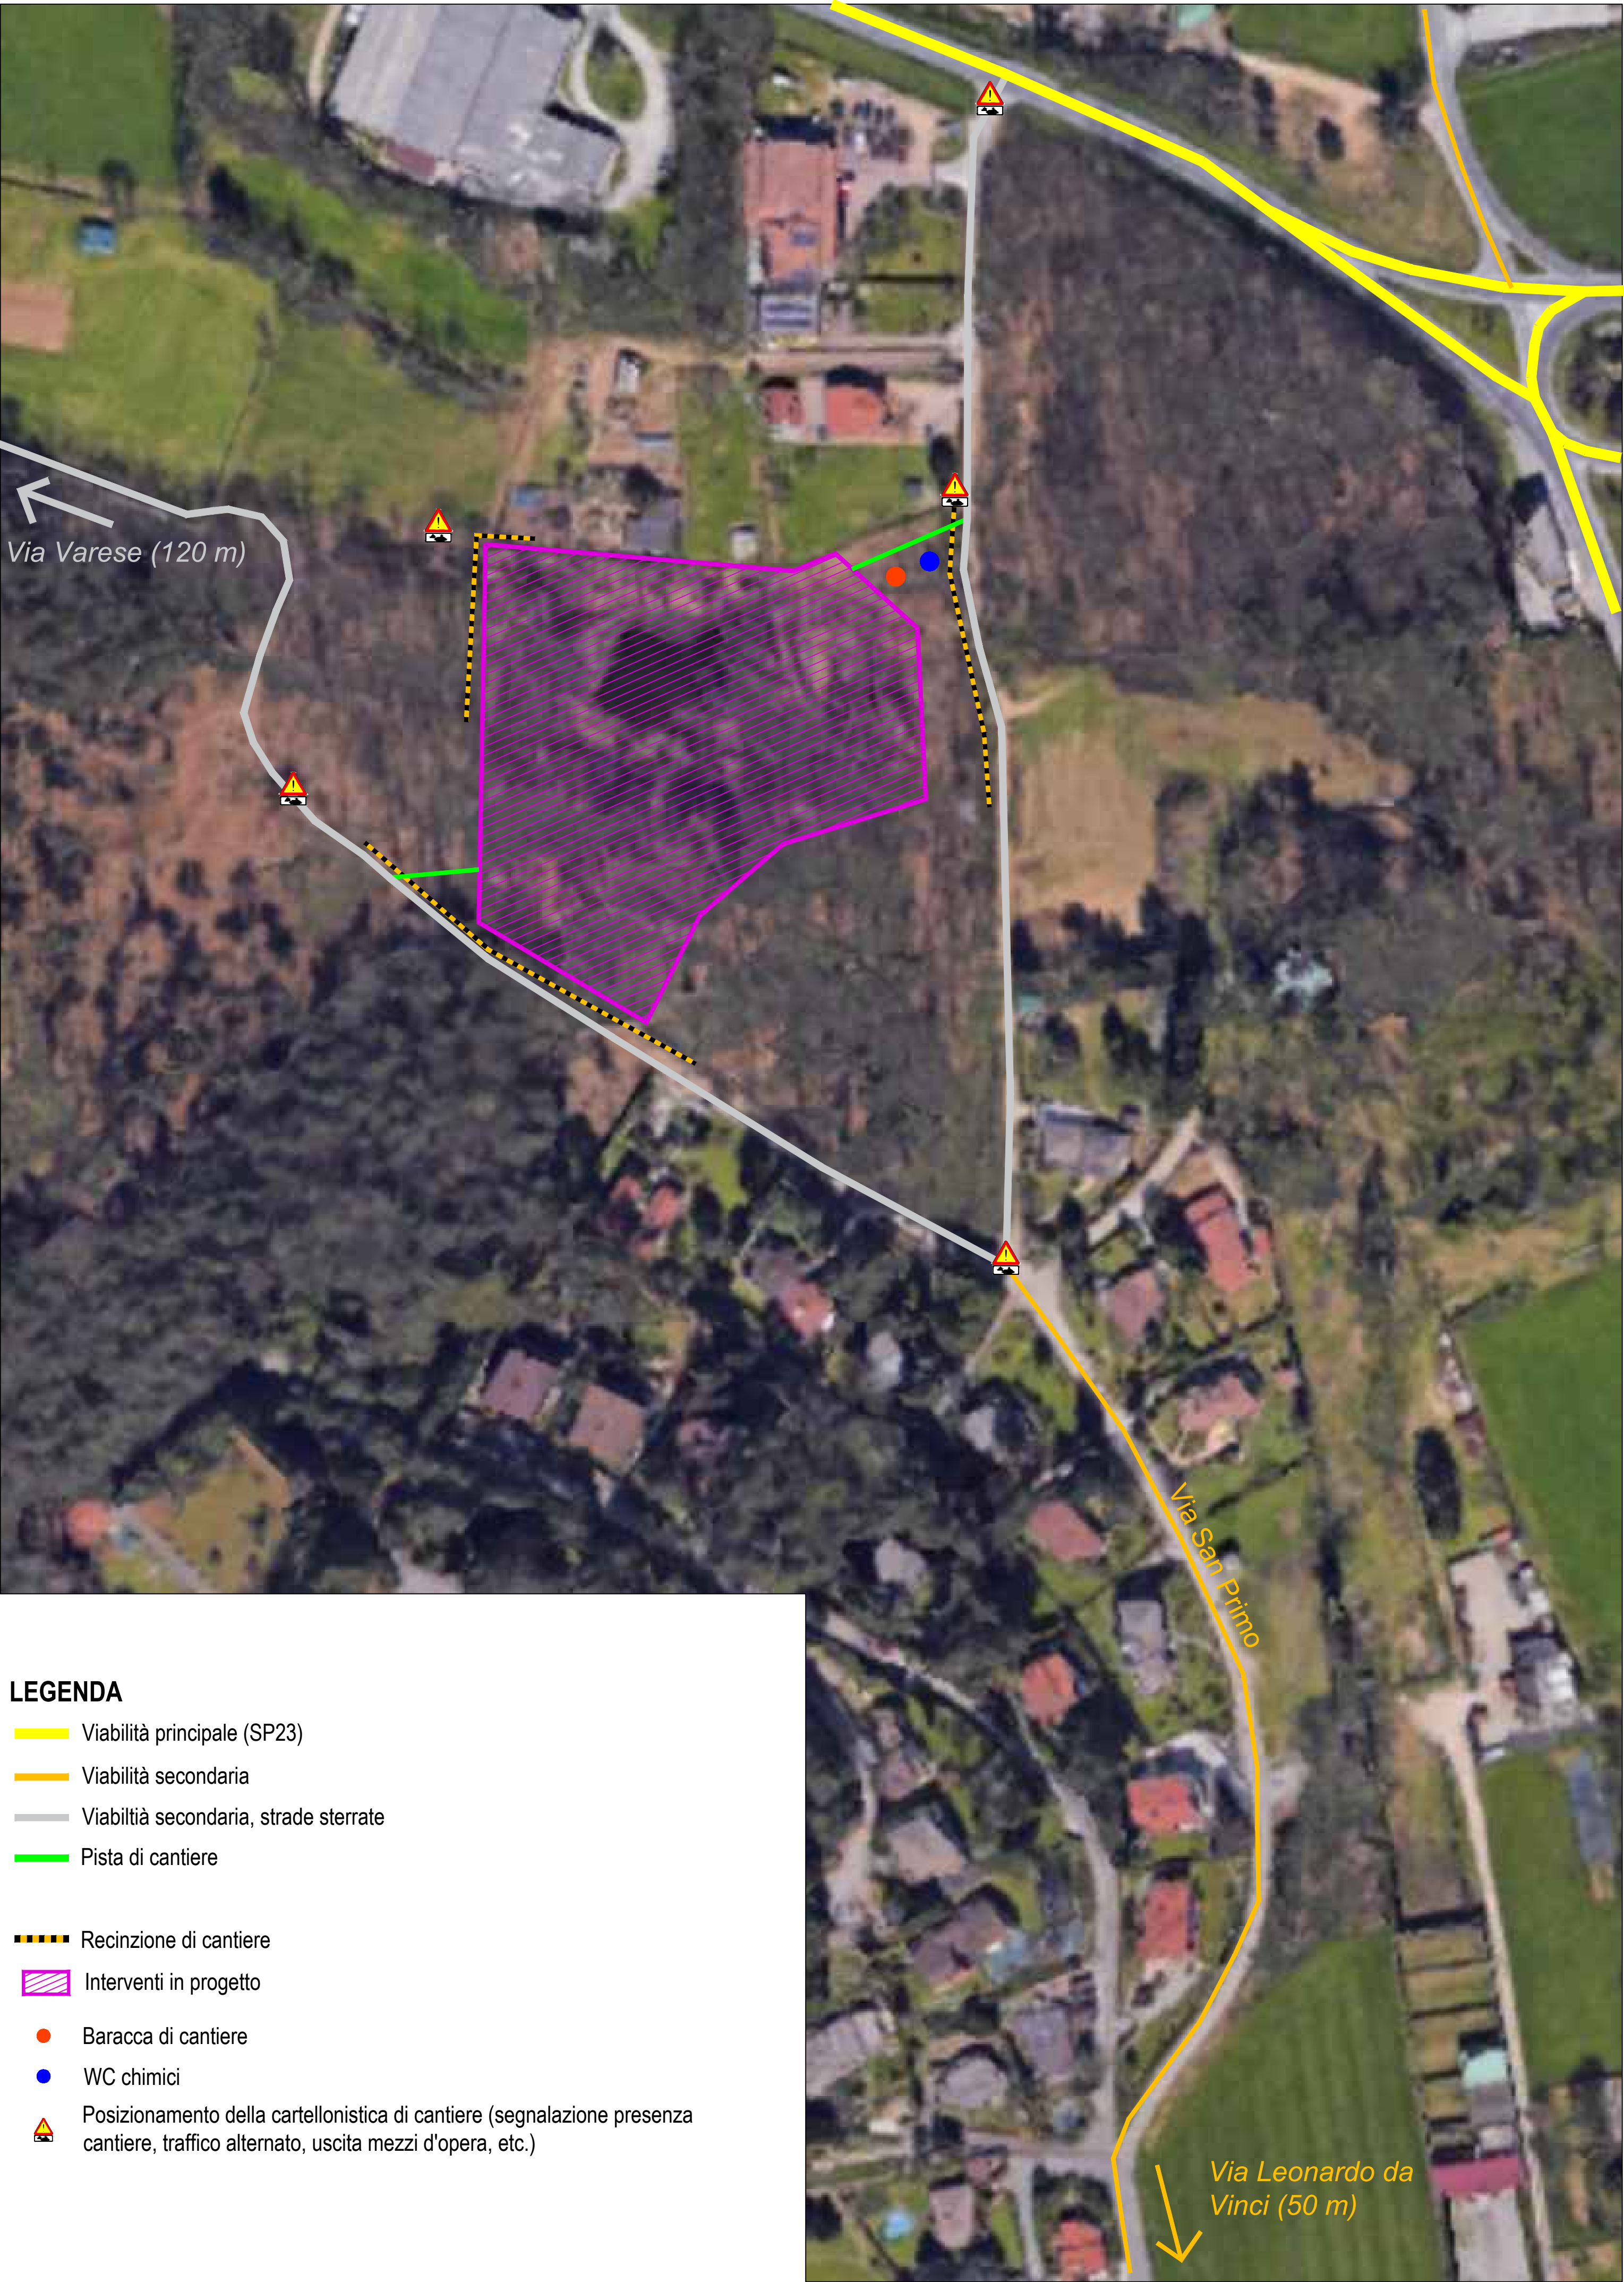 Via Varese (120 m)
Via San Primo
LEGENDA
Viabilità principale (SP23)
Viabilità secondaria
Viabiltià secondaria, strade sterrate
Pista di cantiere
Recinzione di cantiere
Interventi in progetto
Baracca di cantiere
WC chimici
Posizionamento della cartellonistica di cantiere (segnalazione presenza
cantiere, traffico alternato, uscita mezzi d'opera, etc.)
Via Leonardo da
Vinci (50 m)